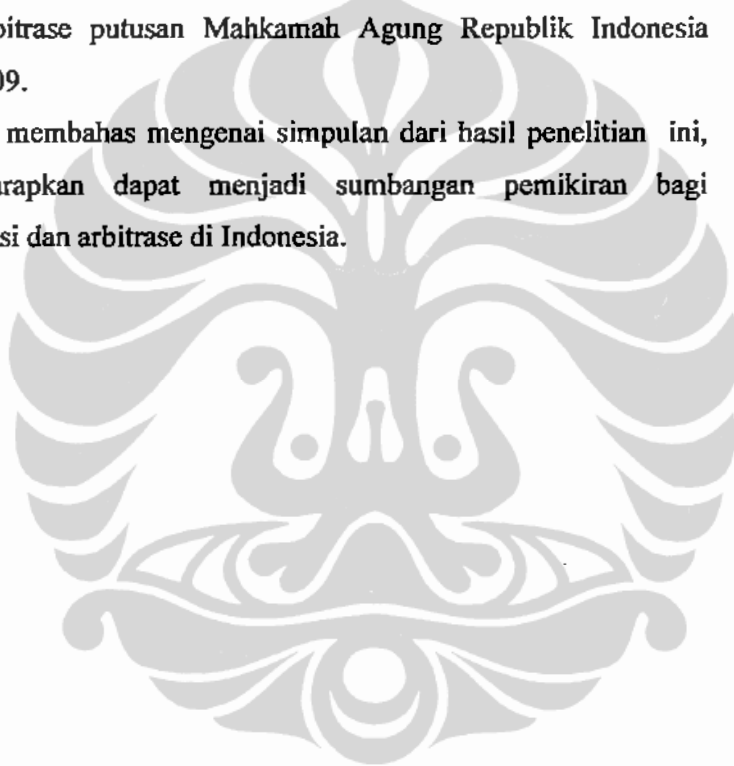 bitrase putusan Mahkamah Agung Republik Indonesia
09.
membahas mengenai simpulan dari hasil penelitian ini,
arapkan dapat menjadi sumbangan pemikiran bagi
si dan arbitrase di Indonesia.